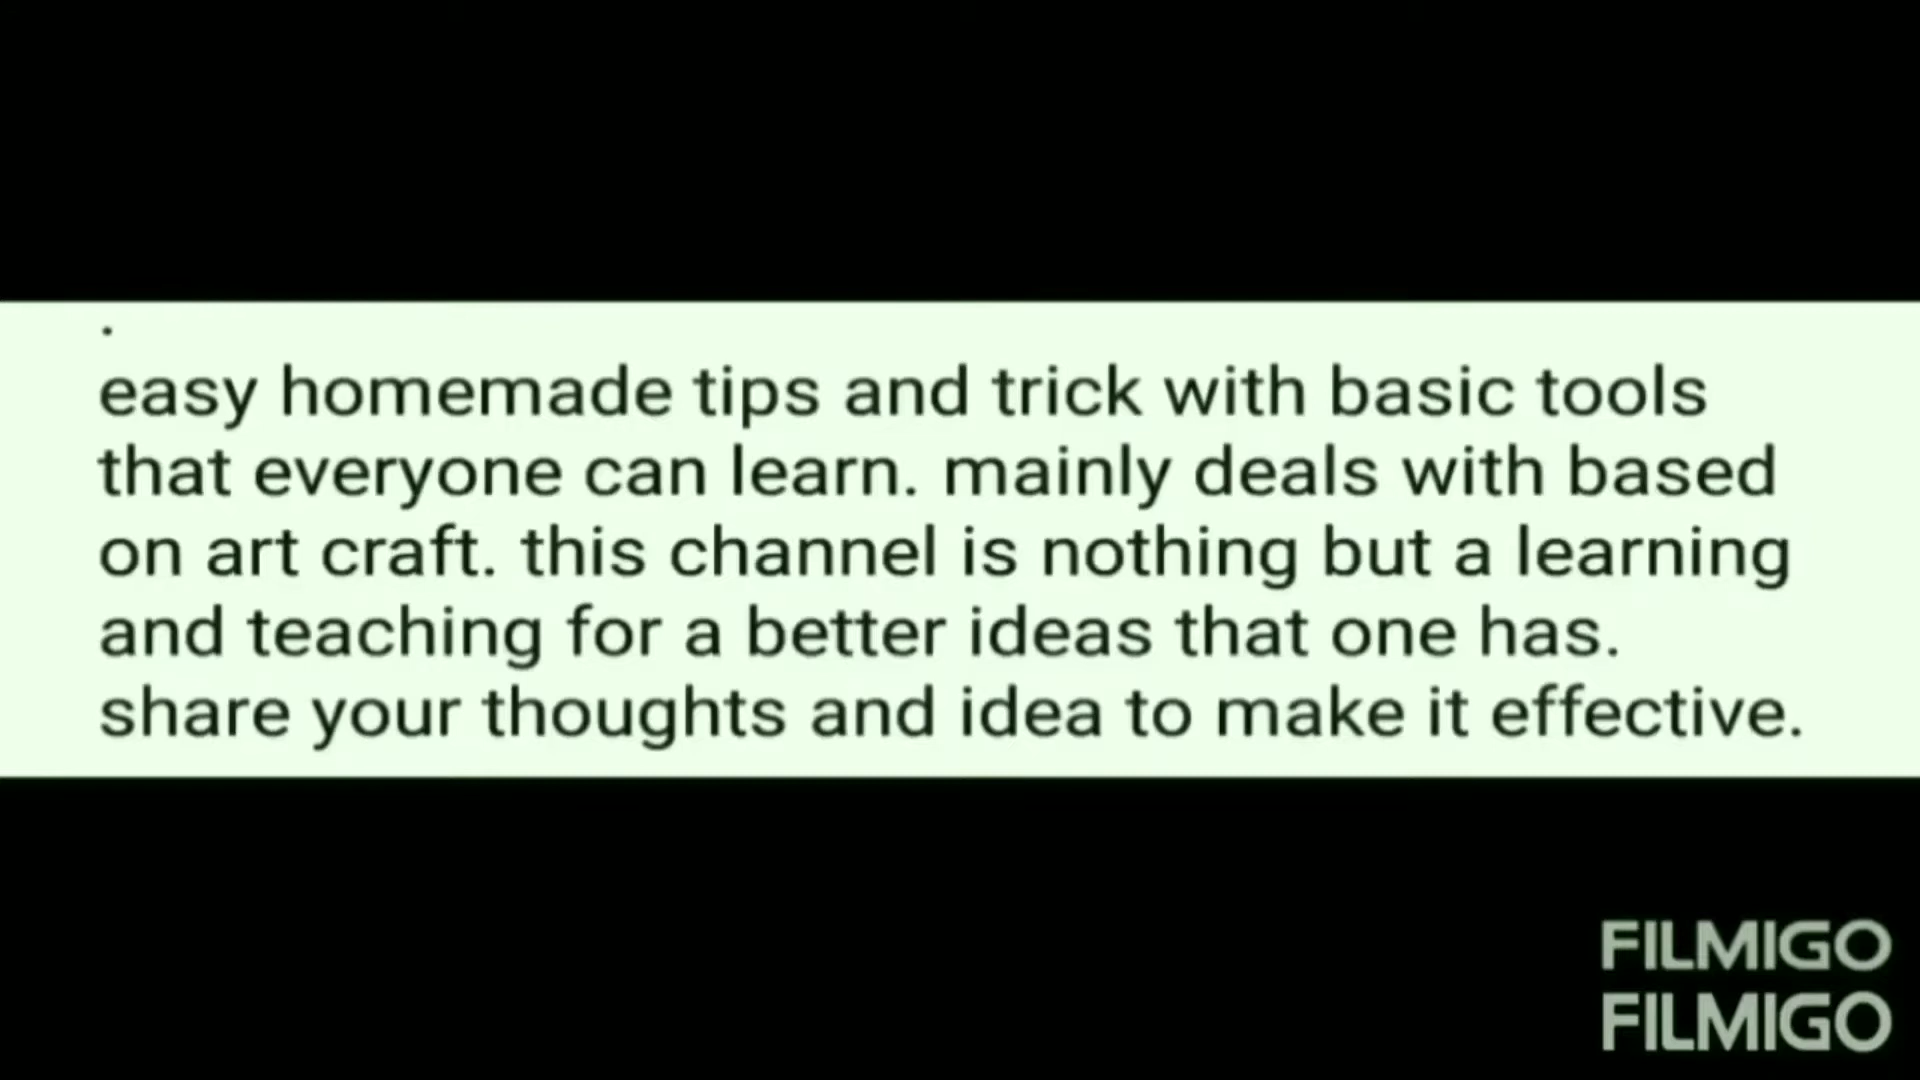 .
easy homemade tips and trick with basic tools
that everyone can learn. mainly deals with based
on art craft. this channel is nothing but a learning
and teaching for a better ideas that one has.
share your thoughts and idea to make it effective.
FILMIGO
FILMIGO